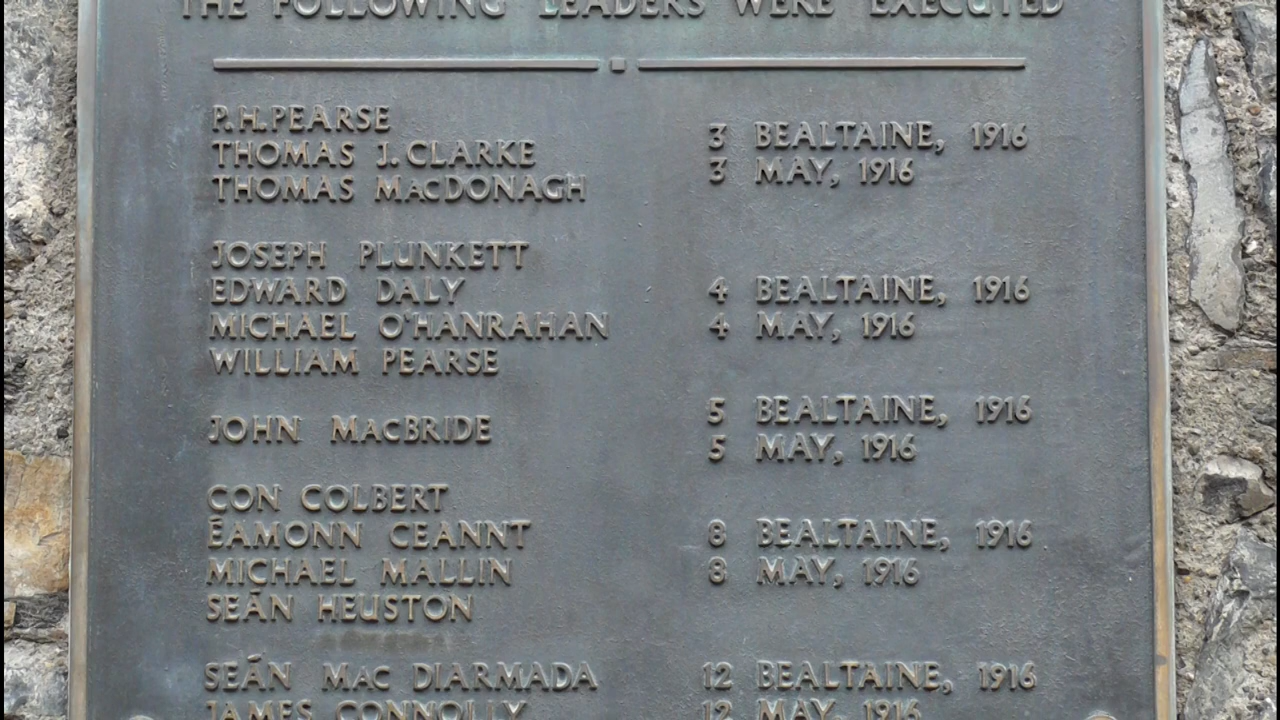 THE FOLLOWING LEADERS WERE EXECUTED
P.H.PEARSE
THOMAS J. CLARKE
THOMAS MacDONAGH
3 BEALTAINE, 1916
3 MAY, 1916
JOSEPH PLUNKETT
EDWARD DALY
MICHAEL O'HANRAHAN
WILLIAM PEARSE
4 BEALTAINE, 1916
4 MAY, 1916
JOHN MacBRIDE
5 BEALTAINE, 1916
5 MAY, 1916
CON COLBERT
ÉAMONN CEANNT
MICHAEL MALLIN
SEÁN HEUSTON
8 BEALTAINE, 1916
8 MAY, 1916
SEÁN Mac DIARMADA
JAMES CONNOLLY
12 BEALTAINE, 1916
12 MAY, 1916